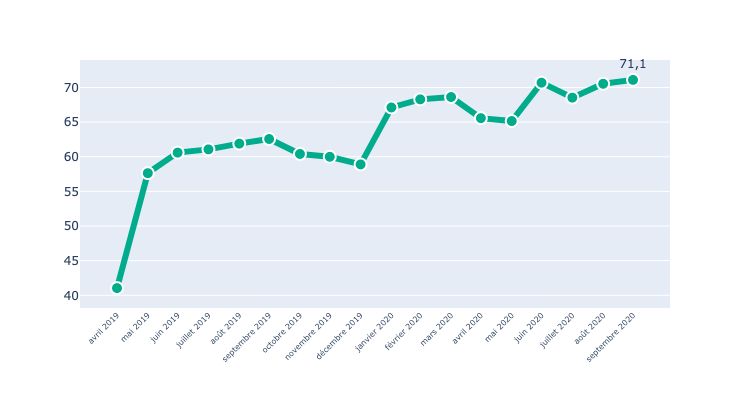 71,1
70
65
60
55
50
45
40
avril 2019
mai 2019
juin 2019
juillet 2019
août 2019
septembre 2019
octobre 2019
novembre 2019
décembre 2019
janvier 2020
février 2020
mars 2020
avril 2020
mai 2020
juin 2020
juillet 2020
août 2020
septembre 2020